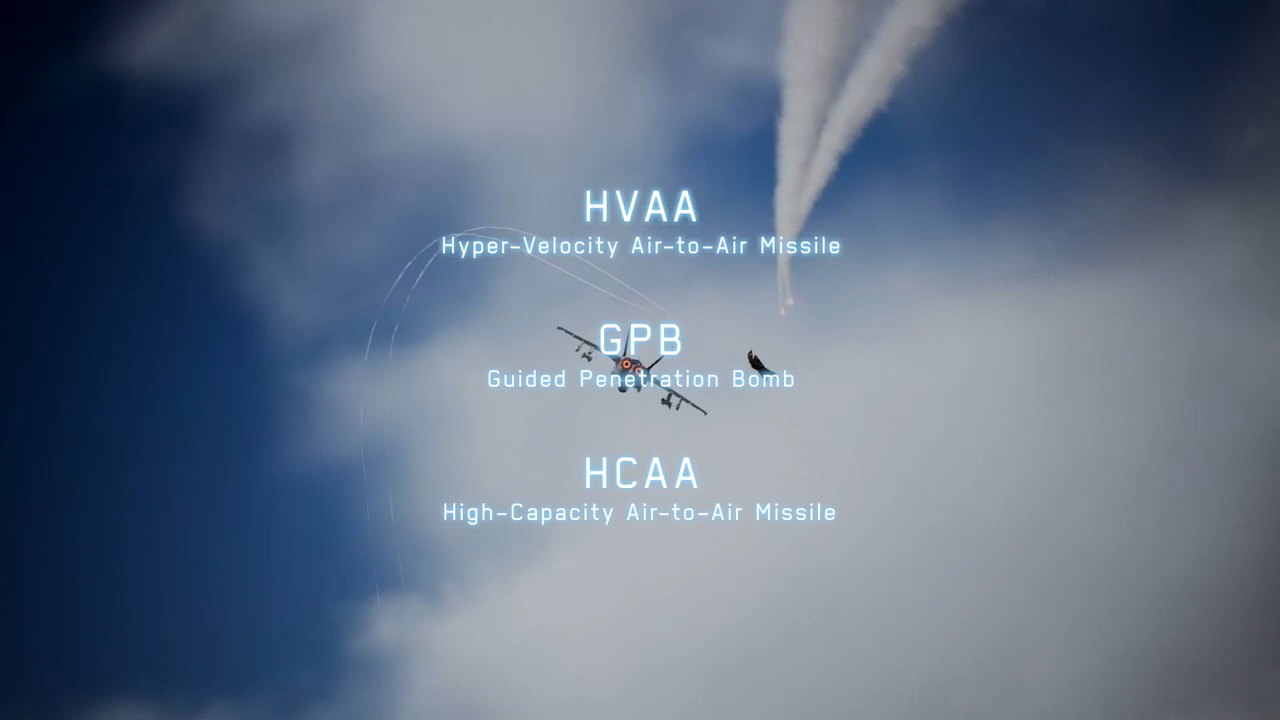 HVAA
Hyper-Velocity Air-to-Air Missile
GPB
Guided Penetration Bomb
HCAA
High-Capacity Air-to-Air Missile